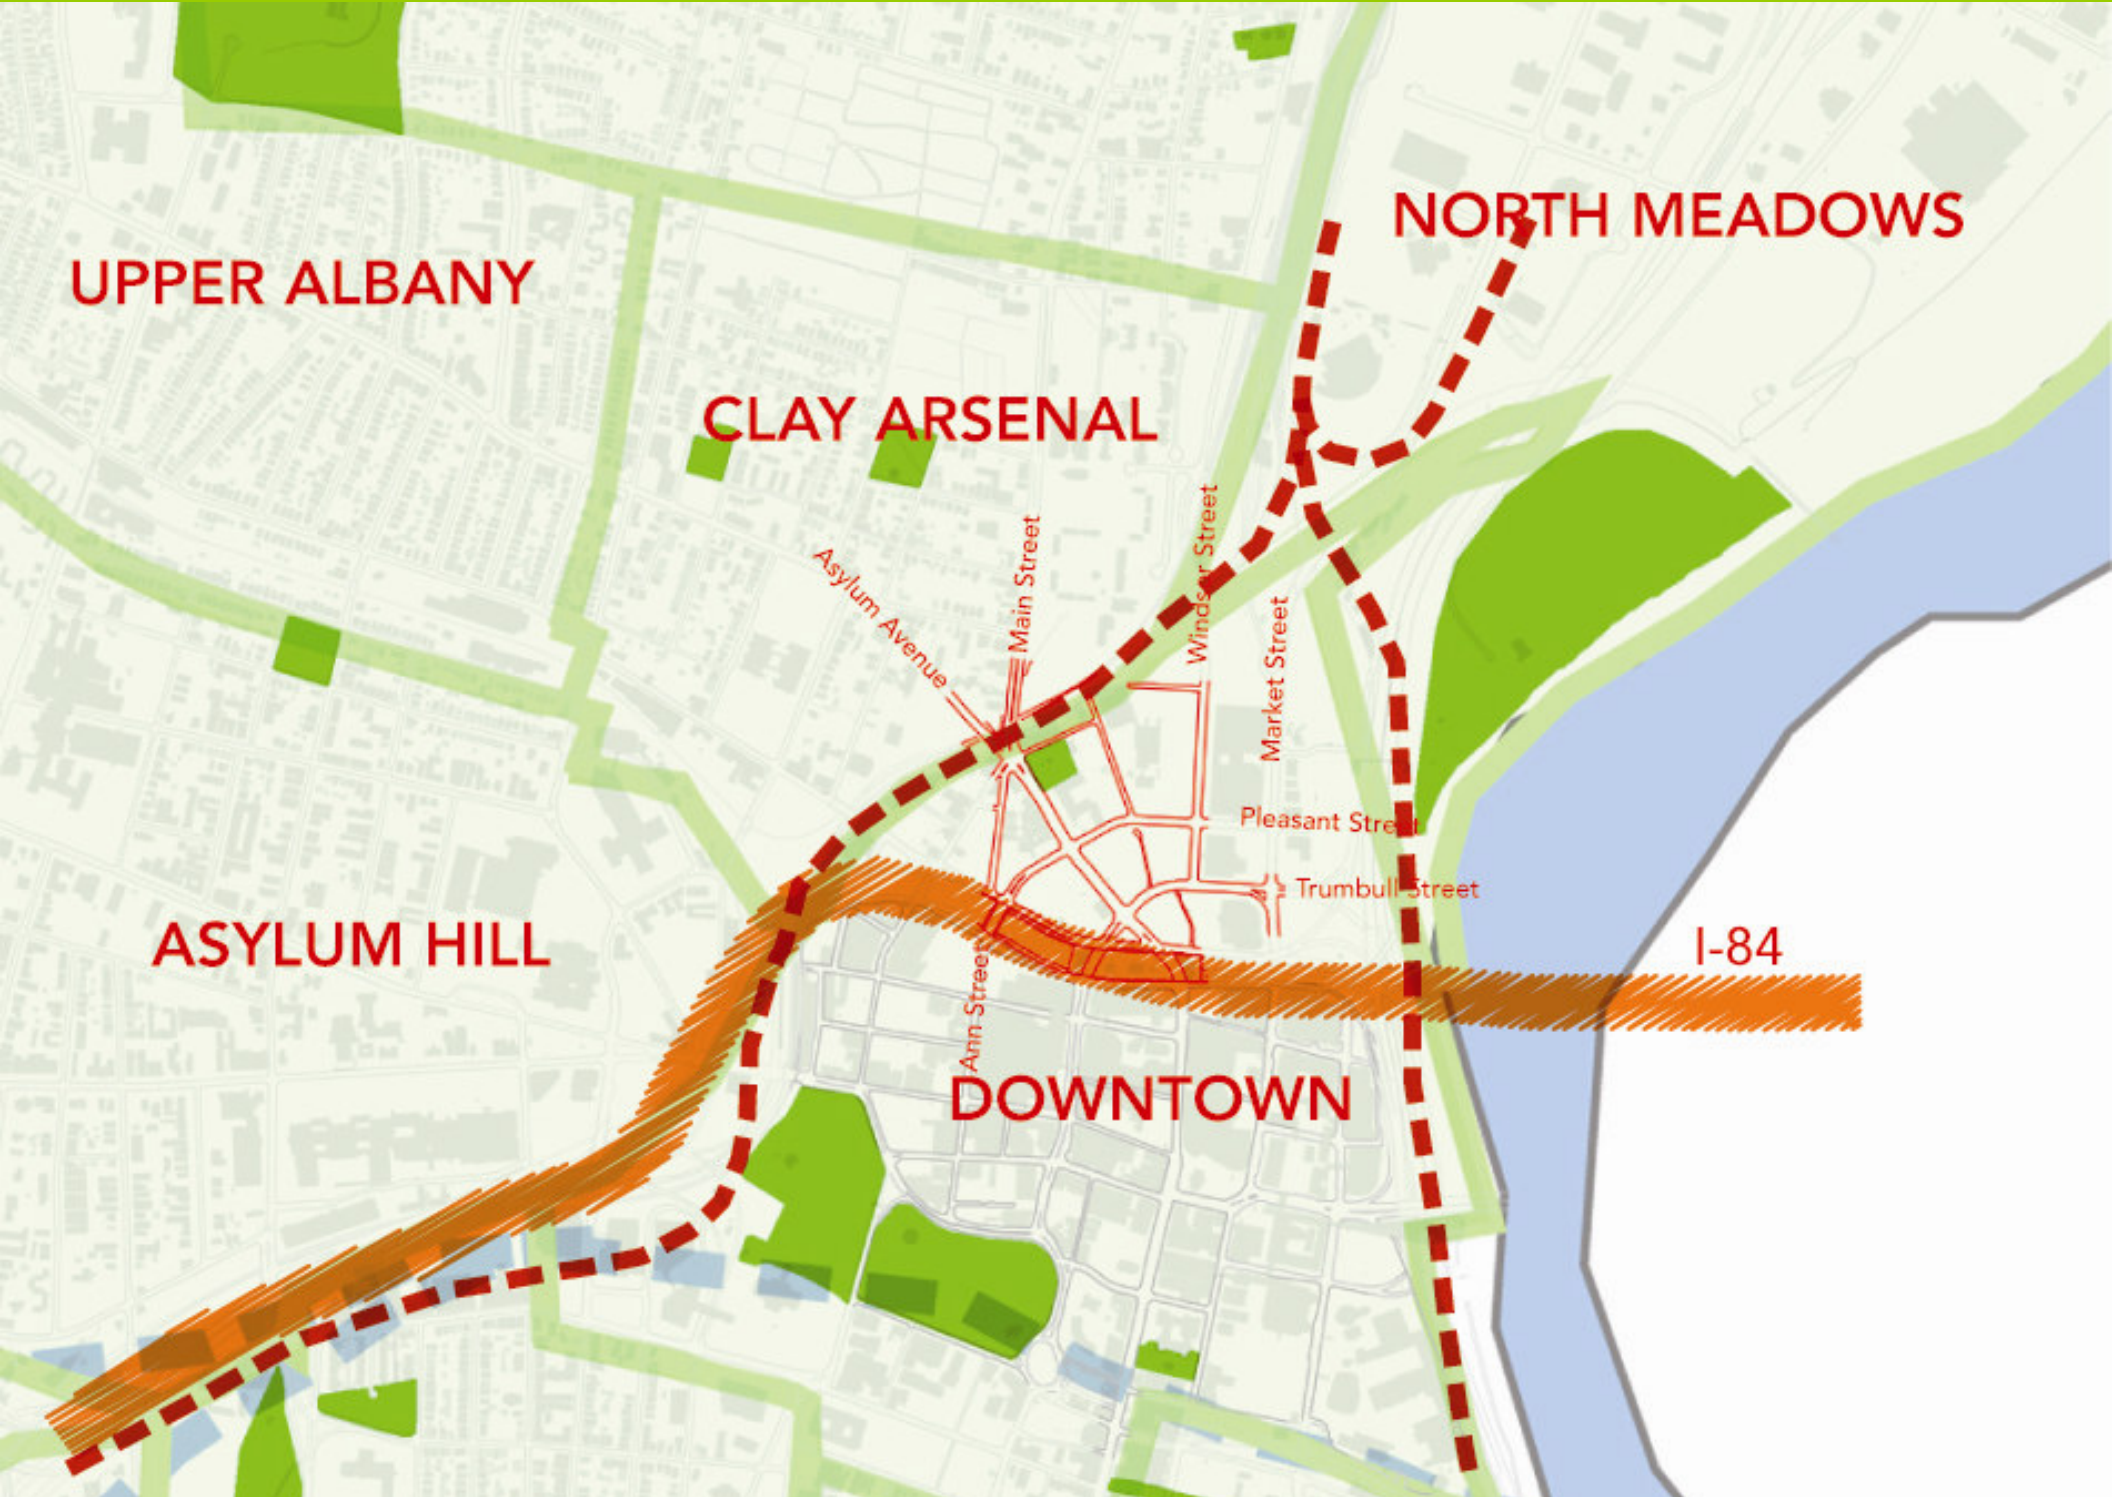 NORTH MEADOWS
UPPER ALBANY
CLAY ARSENAL
Asylum Avenue
Main Street
Windsor Street
Market Street
Pleasant Street
Trumbull Street
ASYLUM HILL
I-84
Ann Street
DOWNTOWN